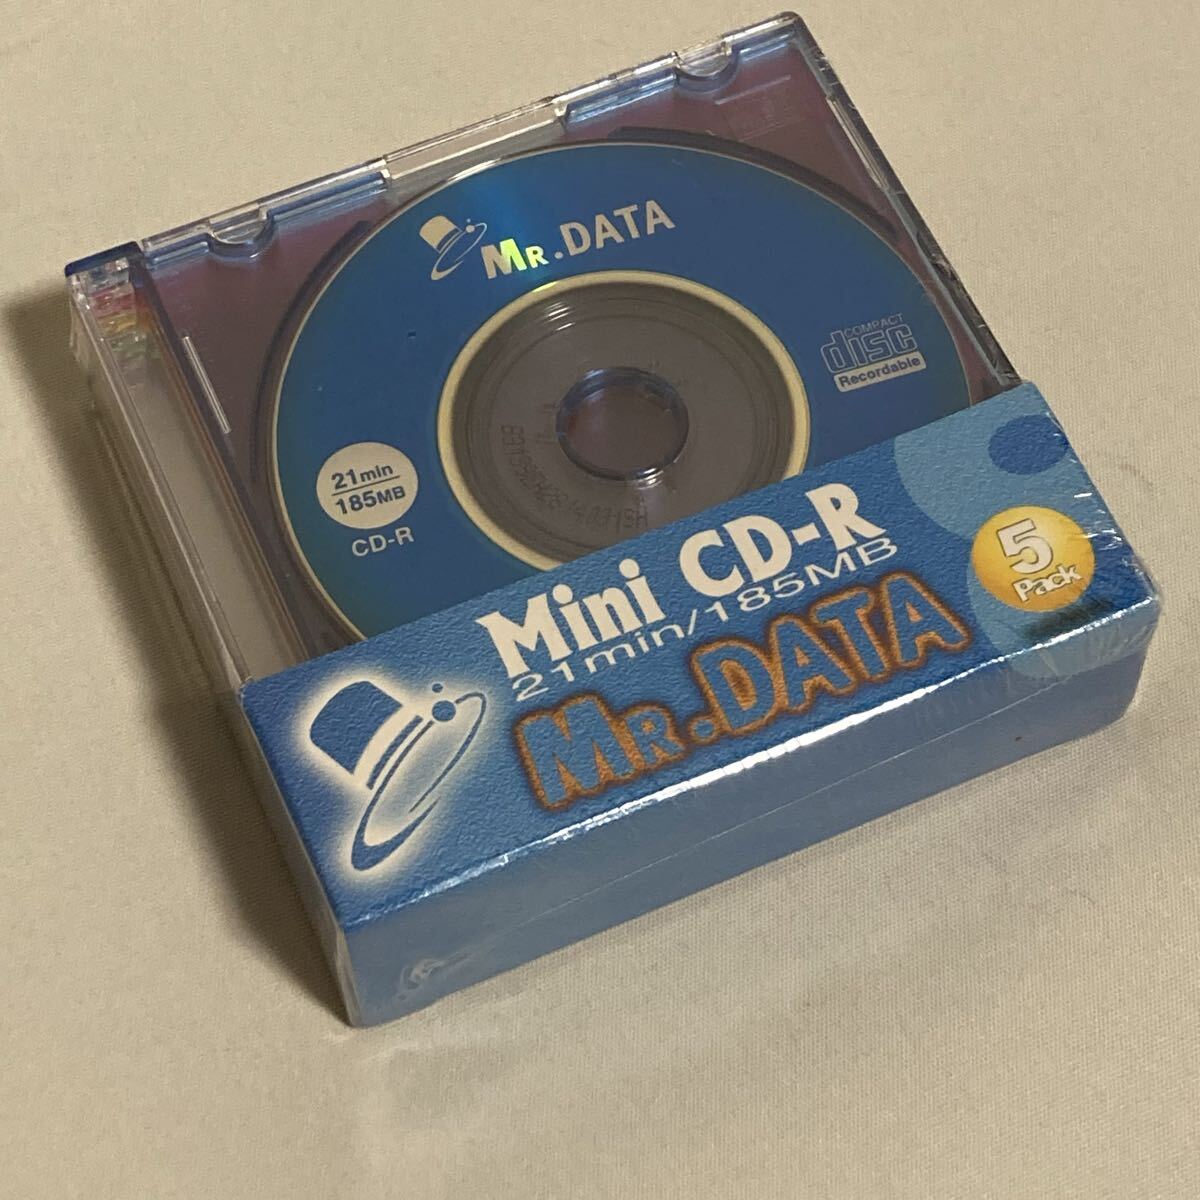 Mr. DATA
COMPACT
disc
Recordable
21min
185MB
CD-R
Mini CD-R
21min/185MB
Mr. DATA
5
Pack